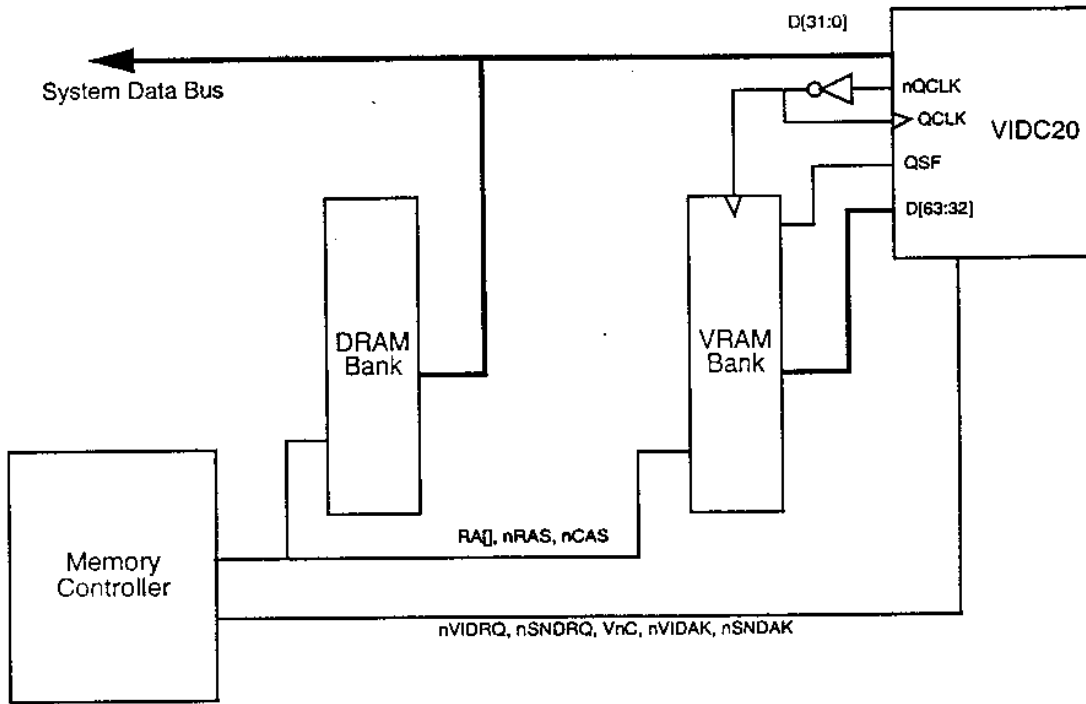 D[31:0]
System Data Bus
nQCLK
QCLK
VIDC20
QSF
D[63:32]
DRAM
Bank
VRAM
Bank
RA[], nRAS, nCAS
Memory
Controller
nVIDRQ, nSNDRQ, VnC, nVIDAK, nSNDAK